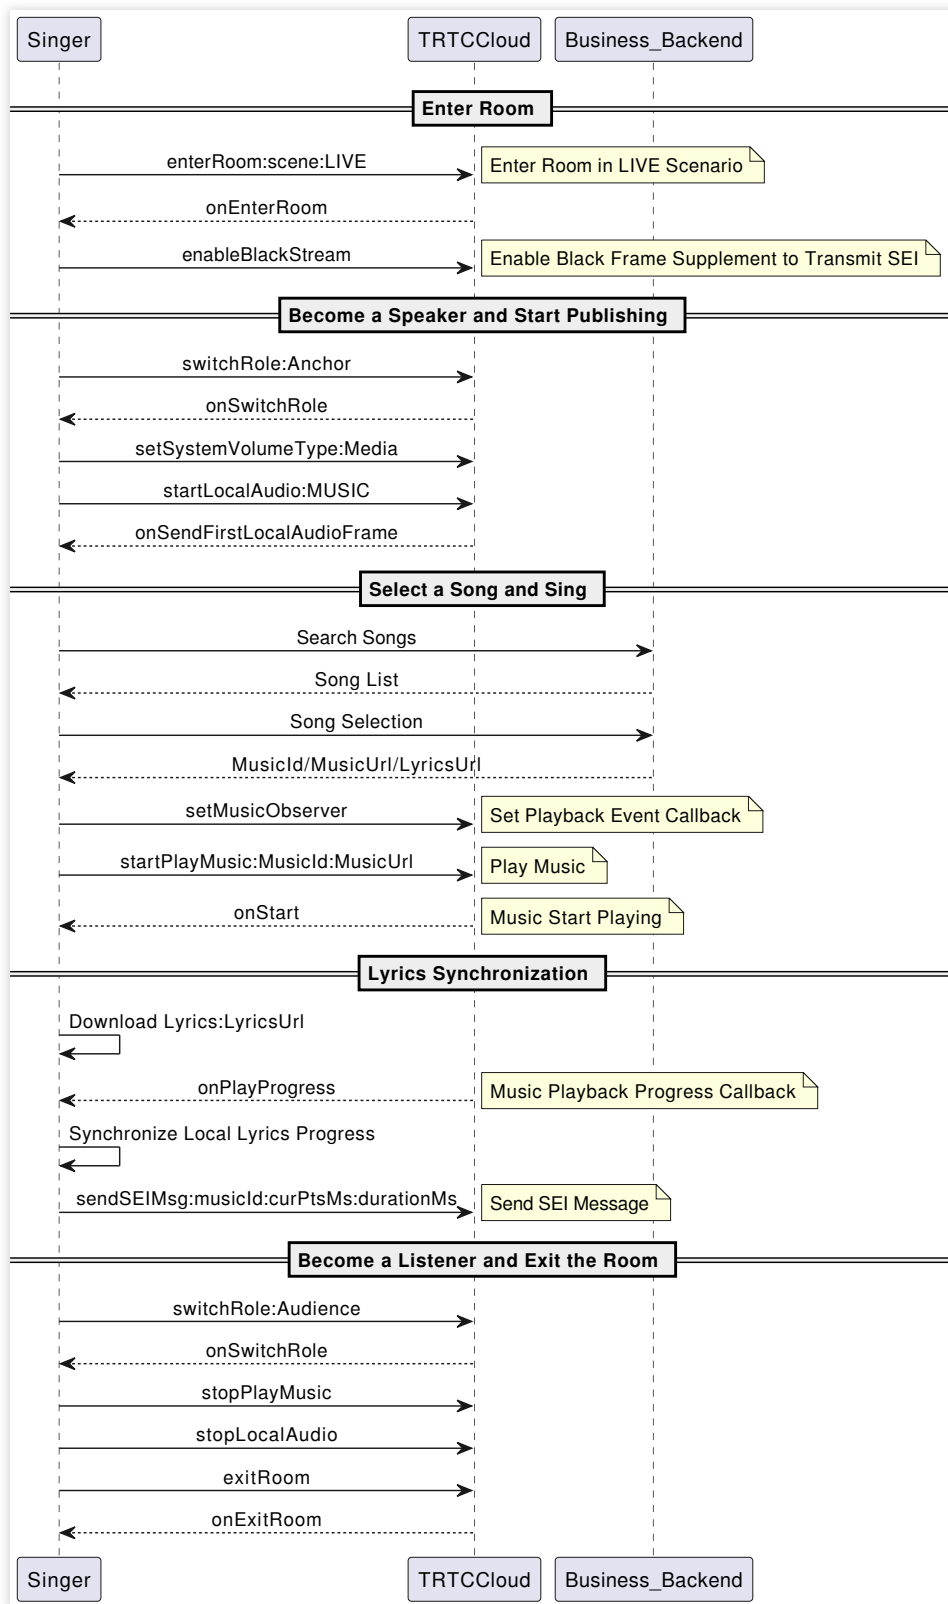 Singer
TRTCCloud
Business_Backend
Enter Room
enterRoom:scene:LIVE
Enter Room in LIVE Scenario
onEnterRoom
enableBlackStream
Enable Black Frame Supplement to Transmit SEI
Become a Speaker and Start Publishing
switchRole:Anchor
onSwitchRole
setSystemVolumeType:Media
startLocalAudio:MUSIC
onSendFirstLocalAudioFrame
Select a Song and Sing
Search Songs
Song List
Song Selection
MusicId/MusicUrl/LyricsUrl
setMusicObserver
Set Playback Event Callback
startPlayMusic:MusicId:MusicUrl
Play Music
onStart
Music Start Playing
Lyrics Synchronization
Download Lyrics:LyricsUrl
onPlayProgress
Music Playback Progress Callback
Synchronize Local Lyrics Progress
sendSEIMsg:musicId:curPtsMs:durationMs
Send SEI Message
Become a Listener and Exit the Room
switchRole:Audience
onSwitchRole
stopPlayMusic
stopLocalAudio
exitRoom
onExitRoom
Singer
TRTCCloud
Business_Backend